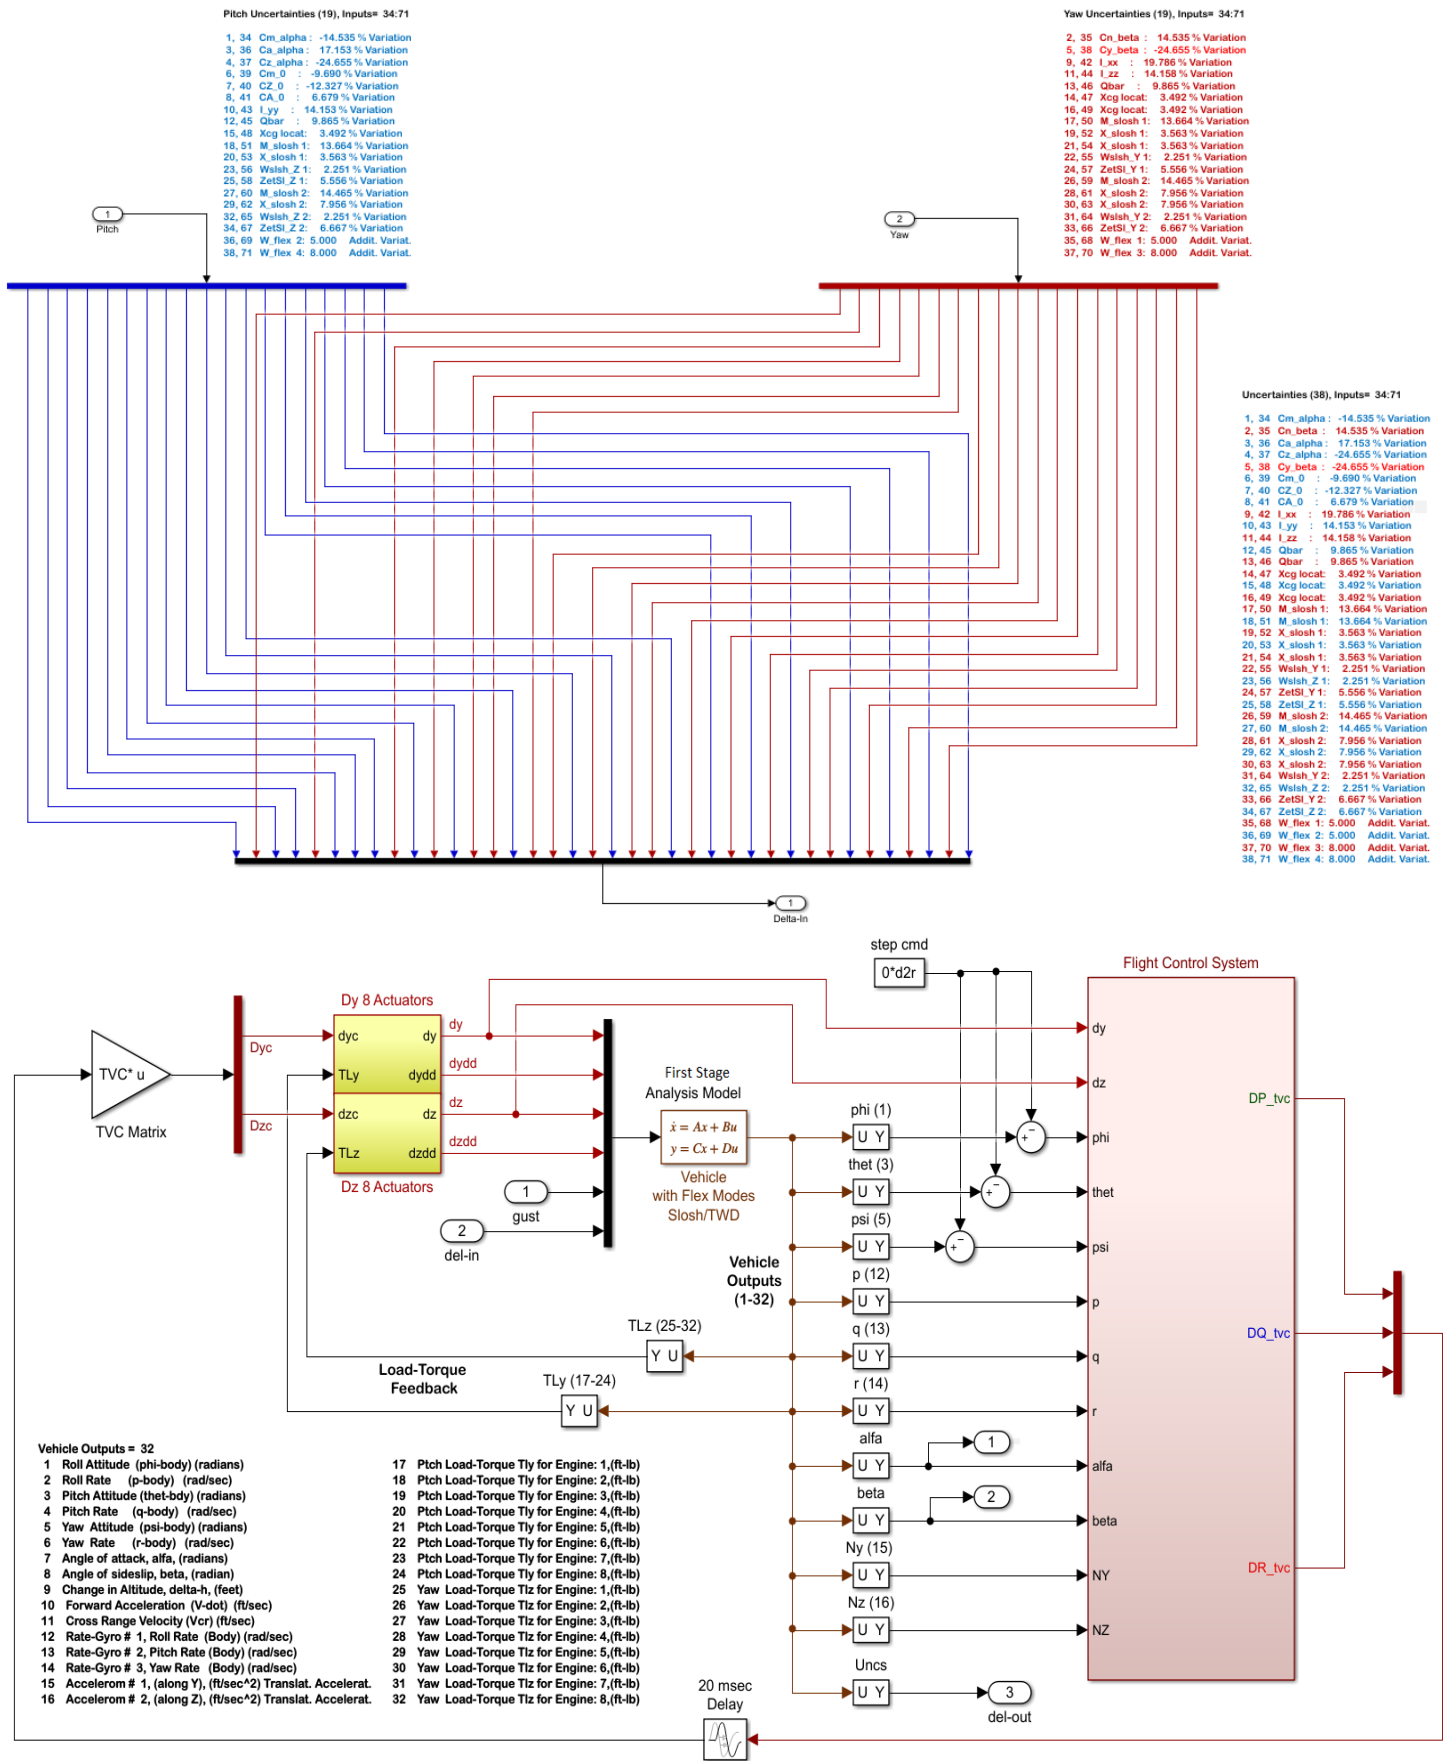 Pitch Uncertainties (19), Inputs= 34:71
1, 34 Cm_alpha : -14.535 % Variation
3, 36 Ca_alpha : 17.153 % Variation
4, 37 Cz_alpha : -24.655 % Variation
6, 39 Cm_0 : -9.690 % Variation
7, 40 CZ_0 : -12.327 % Variation
8, 41 CA_0 : 6.679 % Variation
10, 43 I_yy : 14.153 % Variation
12, 45 Qbar : 9.865 % Variation
15, 48 Xcg locat: 3.492 % Variation
18, 51 M_slosh 1: 13.664 % Variation
20, 53 X_slosh 1: 3.563 % Variation
23, 56 Wslsh_Z 1: 2.251 % Variation
25, 58 ZetSl_Z 1: 5.556 % Variation
27, 60 M_slosh 2: 14.465 % Variation
29, 62 X_slosh 2: 7.956 % Variation
32, 65 Wslsh_Z 2: 2.251 % Variation
34, 67 ZetSl_Z 2: 6.667 % Variation
36, 69 W_flex 2: 5.000 Addit. Variat.
38, 71 W_flex 4: 8.000 Addit. Variat.
Yaw Uncertainties (19), Inputs= 34:71
2, 35 Cn_beta : 14.535 % Variation
5, 38 Cy_beta : -24.655 % Variation
9, 42 I_xx : 19.786 % Variation
11, 44 I_zz : 14.158 % Variation
13, 46 Qbar : 9.865 % Variation
14, 47 Xcg locat: 3.492 % Variation
16, 49 Xcg locat: 3.492 % Variation
17, 50 M_slosh 1: 13.664 % Variation
19, 52 X_slosh 1: 3.563 % Variation
21, 54 X_slosh 1: 3.563 % Variation
22, 55 Wslsh_Y 1: 2.251 % Variation
24, 57 ZetSl_Y 1: 5.556 % Variation
26, 59 M_slosh 2: 14.465 % Variation
28, 61 X_slosh 2: 7.956 % Variation
30, 63 X_slosh 2: 7.956 % Variation
31, 64 Wslsh_Y 2: 2.251 % Variation
33, 66 ZetSl_Y 2: 6.667 % Variation
35, 68 W_flex 1: 5.000 Addit. Variat.
37, 70 W_flex 3: 8.000 Addit. Variat.
1
Pitch
2
Yaw
Uncertainties (38), Inputs= 34:71
1, 34 Cm_alpha : -14.535 % Variation
2, 35 Cn_beta : 14.535 % Variation
3, 36 Ca_alpha : 17.153 % Variation
4, 37 Cz_alpha : -24.655 % Variation
5, 38 Cy_beta : -24.655 % Variation
6, 39 Cm_0 : -9.690 % Variation
7, 40 CZ_0 : -12.327 % Variation
8, 41 CA_0 : 6.679 % Variation
9, 42 I_xx : 19.786 % Variation
10, 43 I_yy : 14.153 % Variation
11, 44 I_zz : 14.158 % Variation
12, 45 Qbar : 9.865 % Variation
13, 46 Qbar : 9.865 % Variation
14, 47 Xcg locat: 3.492 % Variation
15, 48 Xcg locat: 3.492 % Variation
16, 49 Xcg locat: 3.492 % Variation
17, 50 M_slosh 1: 13.664 % Variation
18, 51 M_slosh 1: 13.664 % Variation
19, 52 X_slosh 1: 3.563 % Variation
20, 53 X_slosh 1: 3.563 % Variation
21, 54 X_slosh 1: 3.563 % Variation
22, 55 Wslsh_Y 1: 2.251 % Variation
23, 56 Wslsh_Z 1: 2.251 % Variation
24, 57 ZetSl_Y 1: 5.556 % Variation
25, 58 ZetSl_Z 1: 5.556 % Variation
26, 59 M_slosh 2: 14.465 % Variation
27, 60 M_slosh 2: 14.465 % Variation
28, 61 X_slosh 2: 7.956 % Variation
29, 62 X_slosh 2: 7.956 % Variation
30, 63 X_slosh 2: 7.956 % Variation
31, 64 Wslsh_Y 2: 2.251 % Variation
32, 65 Wslsh_Z 2: 2.251 % Variation
33, 66 ZetSl_Y 2: 6.667 % Variation
34, 67 ZetSl_Z 2: 6.667 % Variation
35, 68 W_flex 1: 5.000 Addit. Variat.
36, 69 W_flex 2: 5.000 Addit. Variat.
37, 70 W_flex 3: 8.000 Addit. Variat.
38, 71 W_flex 4: 8.000 Addit. Variat.
1
Delta-In
step cmd
0*d2r
Flight Control System
TVC* u
TVC Matrix
Dyc
Dzc
Dy 8 Actuators
dyc
TLy
dzc
TLz
dy
dydd
dz
dzdd
dy
dydd
dz
dzdd
Dz 8 Actuators
1
gust
2
del-in
First Stage
Analysis Model
ẋ = Ax + Bu
y = Cx + Du
Vehicle
with Flex Modes
Slosh/TWD
Vehicle
Outputs
(1-32)
phi (1)
U Y
thet (3)
U Y
psi (5)
U Y
p (12)
U Y
q (13)
U Y
r (14)
U Y
alfa
U Y
beta
U Y
Ny (15)
U Y
Nz (16)
U Y
Uncs
U Y
+ −
+ −
+ −
1
2
3
del-out
dy
dz
phi
thet
psi
p
q
r
alfa
beta
NY
NZ
DP_tvc
DQ_tvc
DR_tvc
TLz (25-32)
Y U
TLy (17-24)
Y U
Load-Torque
Feedback
20 msec
Delay
Vehicle Outputs = 32
1 Roll Attitude (phi-body) (radians)
2 Roll Rate (p-body) (rad/sec)
3 Pitch Attitude (thet-bdy) (radians)
4 Pitch Rate (q-body) (rad/sec)
5 Yaw Attitude (psi-body) (radians)
6 Yaw Rate (r-body) (rad/sec)
7 Angle of attack, alfa, (radians)
8 Angle of sideslip, beta, (radian)
9 Change in Altitude, delta-h, (feet)
10 Forward Acceleration (V-dot) (ft/sec)
11 Cross Range Velocity (Vcr) (ft/sec)
12 Rate-Gyro # 1, Roll Rate (Body) (rad/sec)
13 Rate-Gyro # 2, Pitch Rate (Body) (rad/sec)
14 Rate-Gyro # 3, Yaw Rate (Body) (rad/sec)
15 Accelerom # 1, (along Y), (ft/sec^2) Translat. Accelerat.
16 Accelerom # 2, (along Z), (ft/sec^2) Translat. Accelerat.
17 Ptch Load-Torque Tly for Engine: 1,(ft-lb)
18 Ptch Load-Torque Tly for Engine: 2,(ft-lb)
19 Ptch Load-Torque Tly for Engine: 3,(ft-lb)
20 Ptch Load-Torque Tly for Engine: 4,(ft-lb)
21 Ptch Load-Torque Tly for Engine: 5,(ft-lb)
22 Ptch Load-Torque Tly for Engine: 6,(ft-lb)
23 Ptch Load-Torque Tly for Engine: 7,(ft-lb)
24 Ptch Load-Torque Tly for Engine: 8,(ft-lb)
25 Yaw Load-Torque Tlz for Engine: 1,(ft-lb)
26 Yaw Load-Torque Tlz for Engine: 2,(ft-lb)
27 Yaw Load-Torque Tlz for Engine: 3,(ft-lb)
28 Yaw Load-Torque Tlz for Engine: 4,(ft-lb)
29 Yaw Load-Torque Tlz for Engine: 5,(ft-lb)
30 Yaw Load-Torque Tlz for Engine: 6,(ft-lb)
31 Yaw Load-Torque Tlz for Engine: 7,(ft-lb)
32 Yaw Load-Torque Tlz for Engine: 8,(ft-lb)